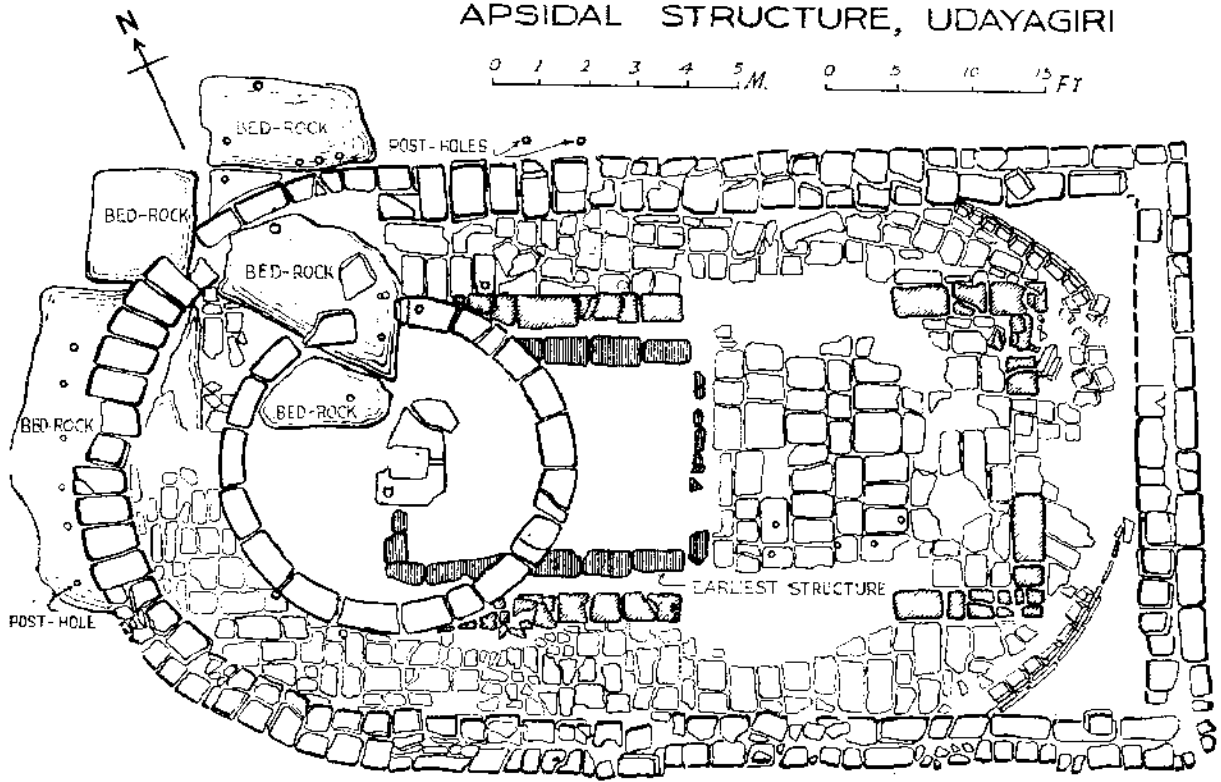 APSIDAL STRUCTURE, UDAYAGIRI
N
0 1 2 3 4 5 M.
0 5 10 15 FT
BED-ROCK
POST-HOLES
BED-ROCK
BED-ROCK
BED-ROCK
BED-ROCK
EARLIEST STRUCTURE
POST-HOLE